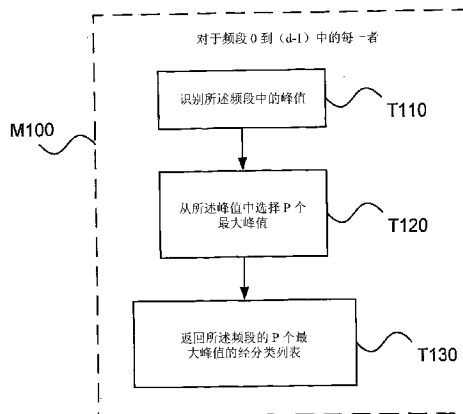 对于频段 0 到（d-1）中的每一者
识别所述频段中的峰值
T110
M100
从所述峰值中选择 P 个
最大峰值
T120
返回所述频段的 P 个最
大峰值的经分类列表
T130